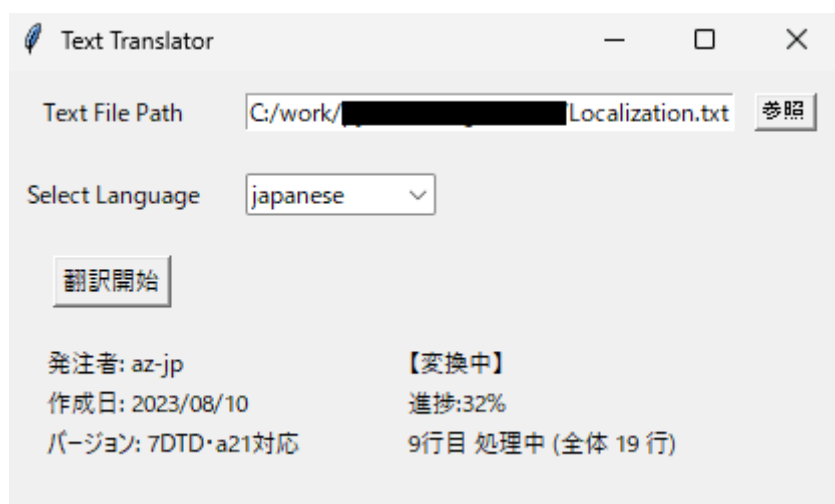 Text Translator
Text File Path C:/work/ /Localization.txt 参照
Select Language japanese
翻訳開始
発注者: az-jp 【変換中】
作成日: 2023/08/10 進捗:32%
バージョン: 7DTD・a21対応 9行目 処理中 (全体 19 行)